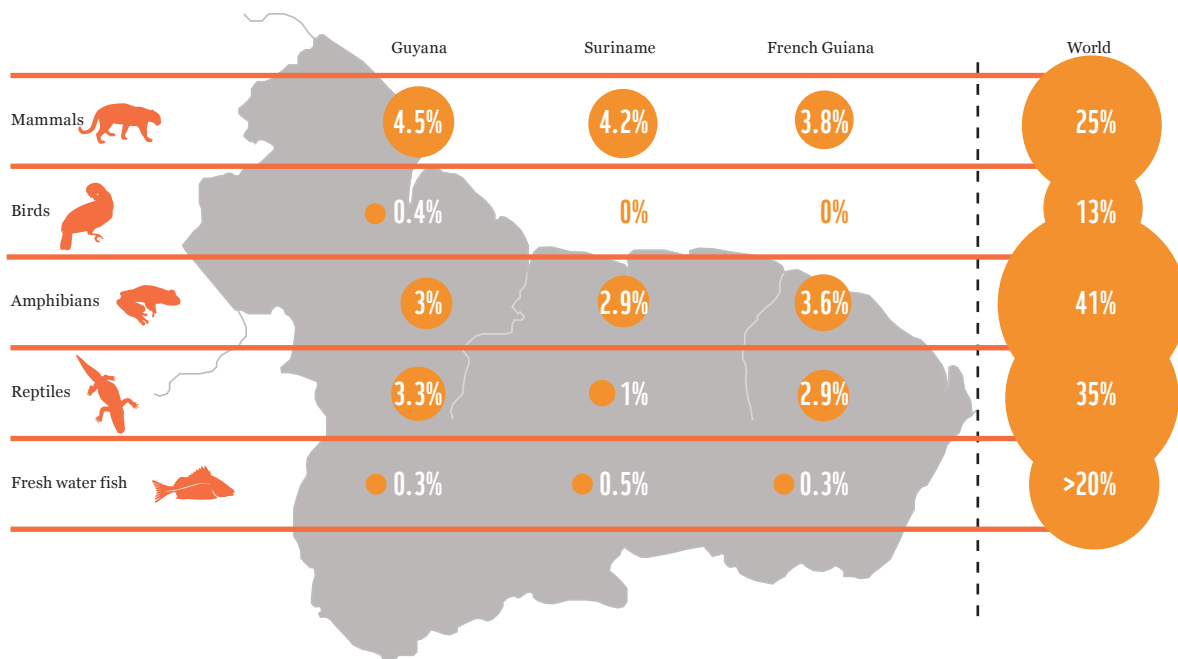 Guyana Suriname French Guiana World
Mammals 4.5% 4.2% 3.8% 25%
Birds 0.4% 0% 0% 13%
Amphibians 3% 2.9% 3.6% 41%
Reptiles 3.3% 1% 2.9% 35%
Fresh water fish 0.3% 0.5% 0.3% >20%